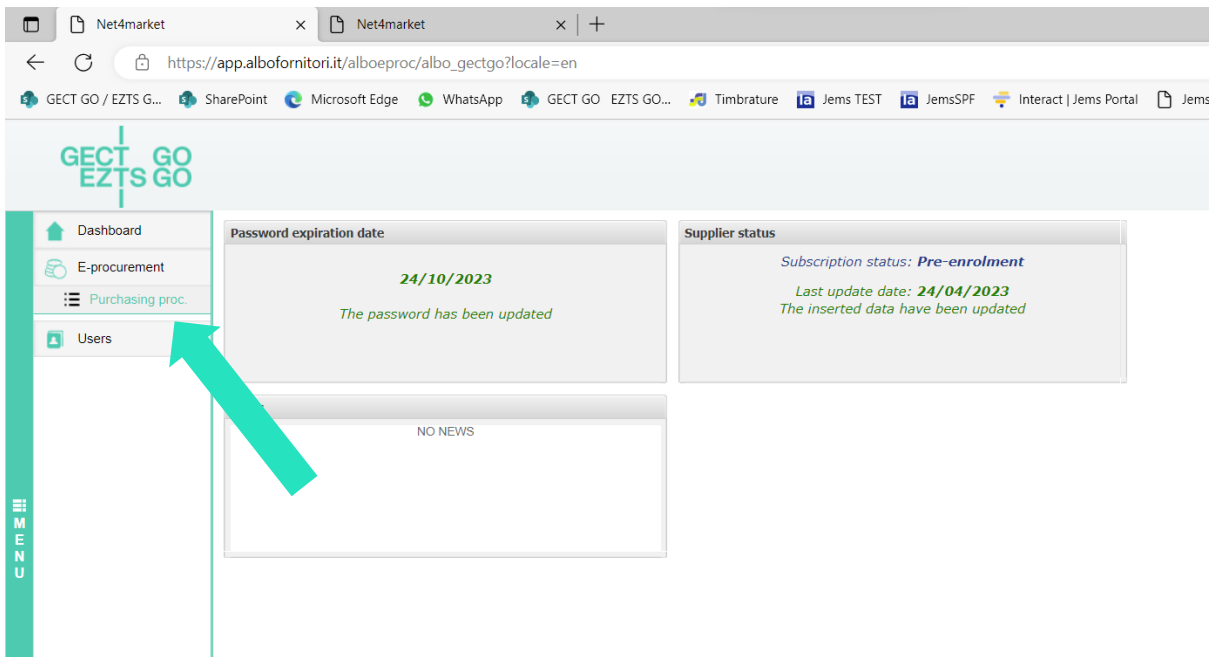 Net4market
Net4market
https://app.albofornitori.it/alboeproc/albo_gectgo?locale=en
GECT GO / EZTS G... SharePoint Microsoft Edge WhatsApp GECT GO EZTS GO... Timbrature Jems TEST JemsSPF Interact | Jems Portal Jems
GECT GO
EZTS GO
Dashboard
E-procurement
Purchasing proc.
Users
MENU
Password expiration date
24/10/2023
The password has been updated
Supplier status
Subscription status: Pre-enrolment
Last update date: 24/04/2023
The inserted data have been updated
NO NEWS